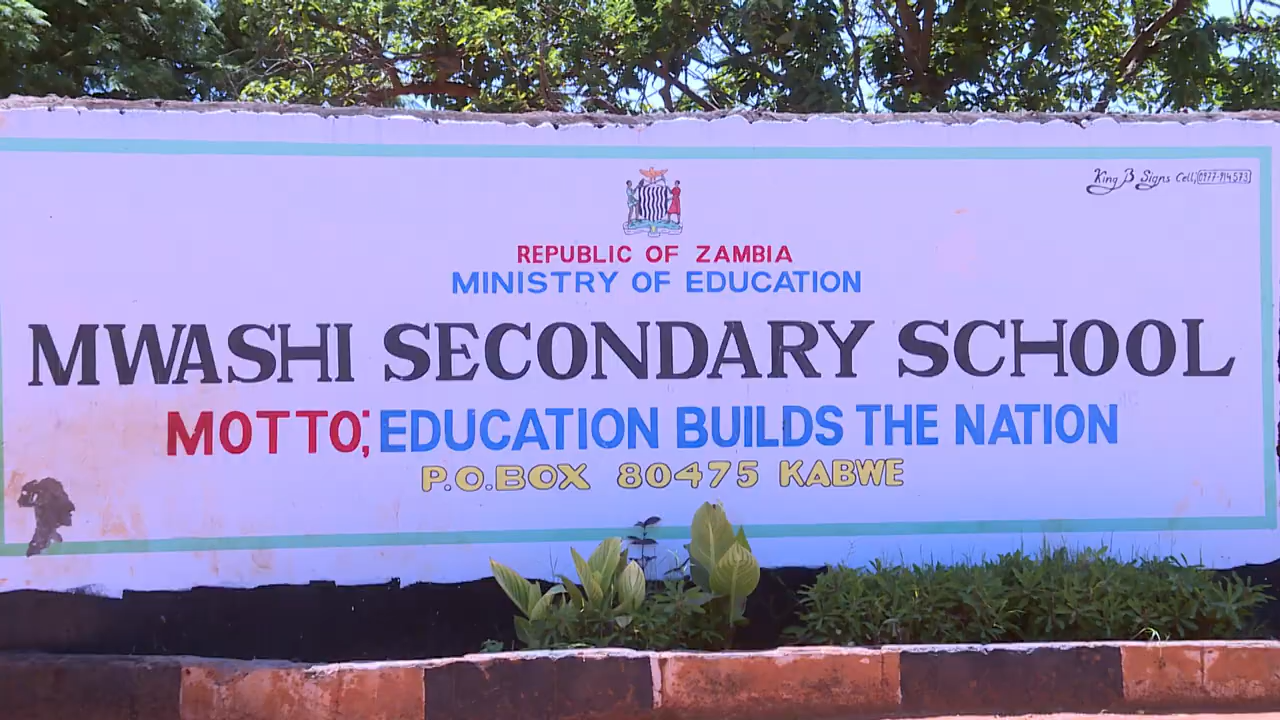 King B Signs Cell; 0977-914573
REPUBLIC OF ZAMBIA
MINISTRY OF EDUCATION
MWASHI SECONDARY SCHOOL
MOTTO; EDUCATION BUILDS THE NATION
P.O.BOX 80475 KABWE